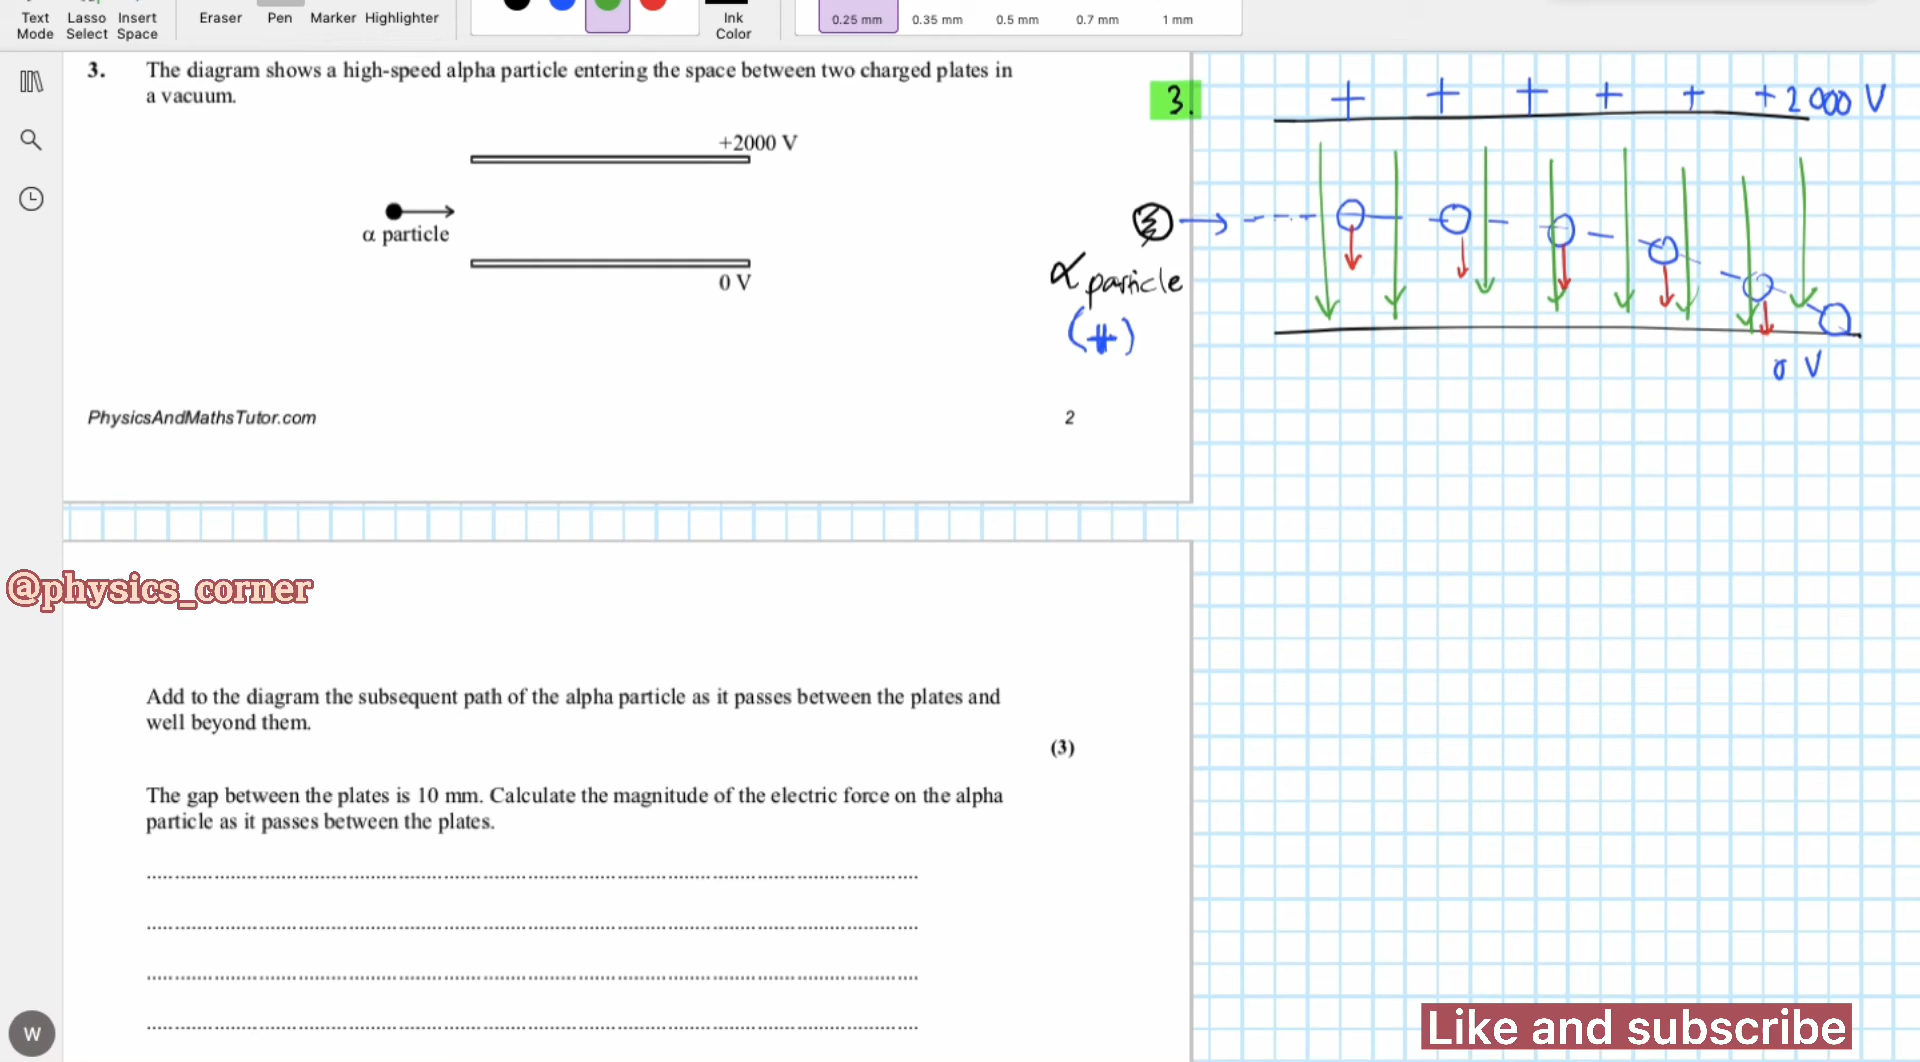 Text Mode
Lasso Select
Insert Space
Eraser
Pen
Marker
Highlighter
Ink Color
0.25 mm
0.35 mm
0.5 mm
0.7 mm
1 mm
3. The diagram shows a high-speed alpha particle entering the space between two charged plates in
a vacuum.
+2000 V
α particle
0 V
PhysicsAndMathsTutor.com
2
3.
+ + + + + +2000 V
α particle
(+)
0 V
@physics_corner
Add to the diagram the subsequent path of the alpha particle as it passes between the plates and
well beyond them.
(3)
The gap between the plates is 10 mm. Calculate the magnitude of the electric force on the alpha
particle as it passes between the plates.
W
Like and subscribe